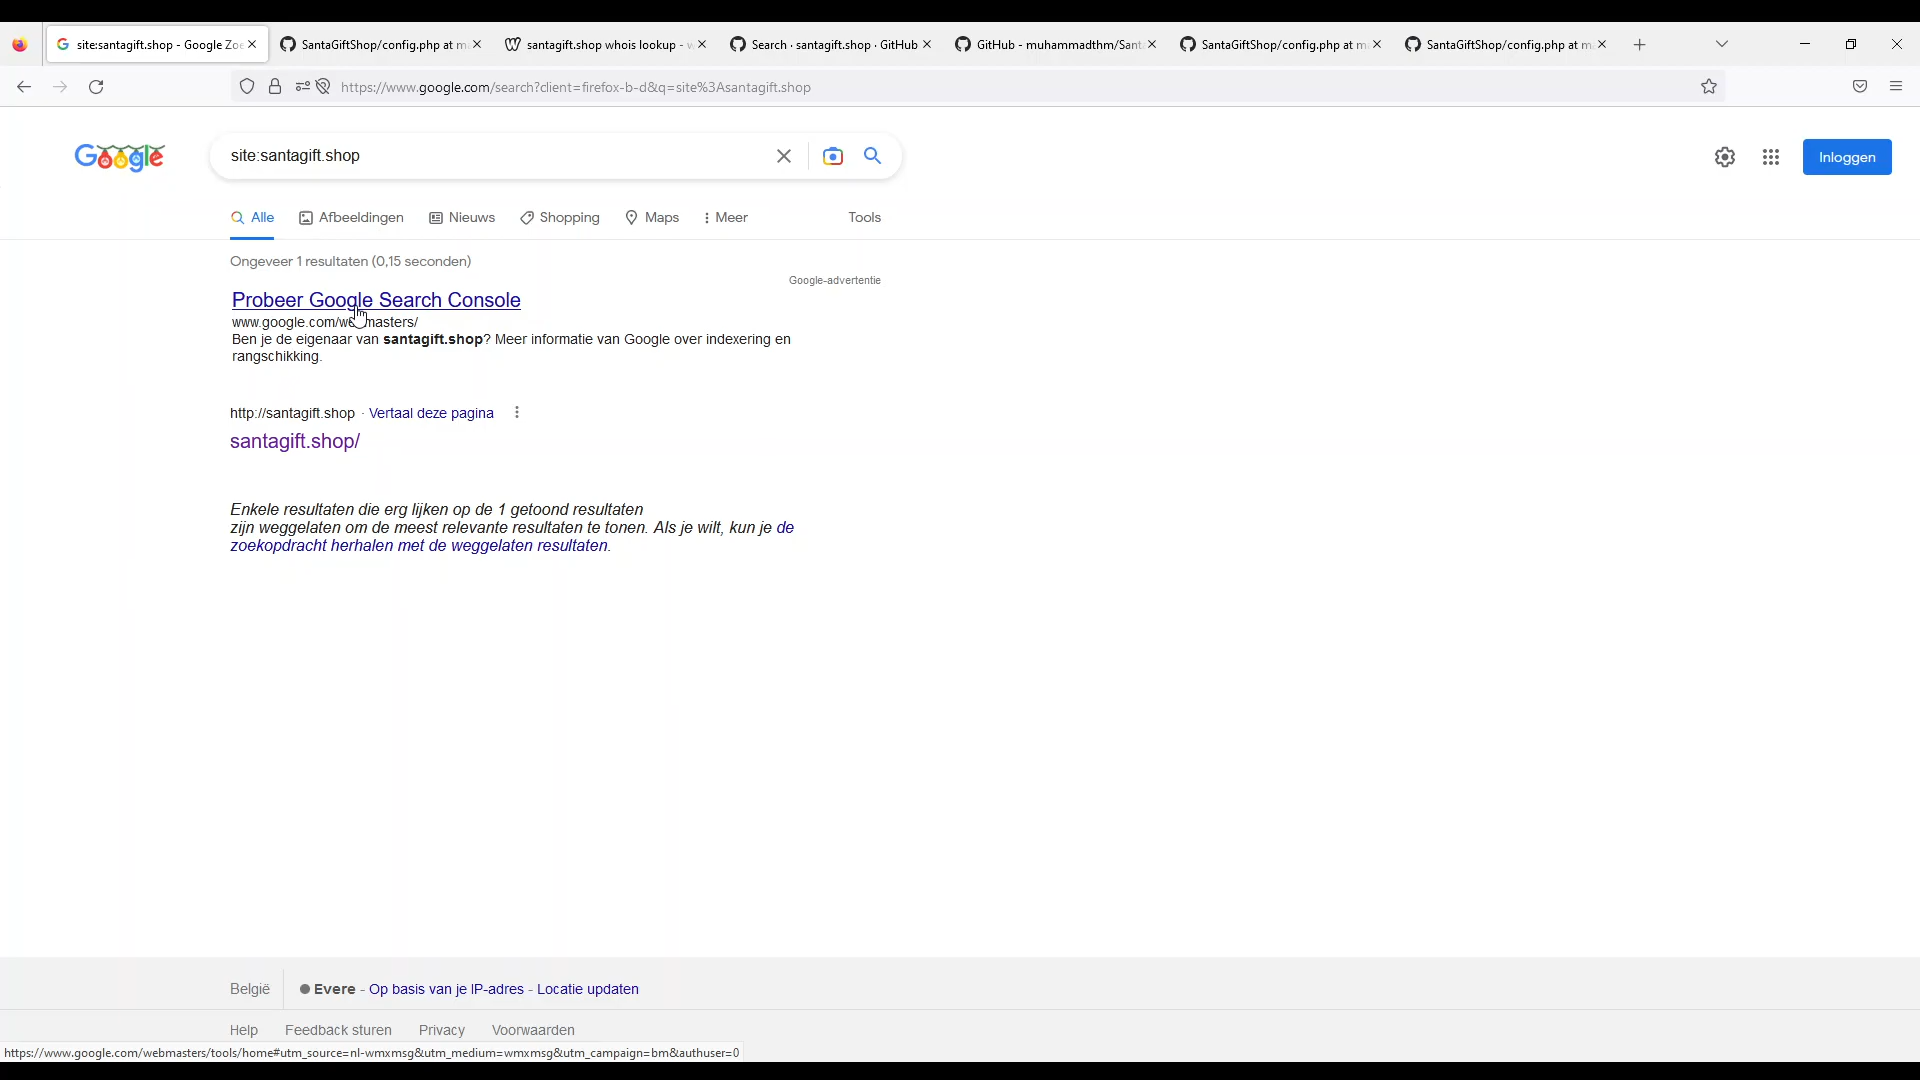 site:santagift.shop - Google Zoe
SantaGiftShop/config.php at m
santagift.shop whois lookup - w
Search · santagift.shop · GitHub
GitHub - muhammadthm/Sant
SantaGiftShop/config.php at m
SantaGiftShop/config.php at m
https://www.google.com/search?client=firefox-b-d&q=site%3Asantagift.shop
Google
site:santagift.shop
Inloggen
Alle
Afbeeldingen
Nieuws
Shopping
Maps
Meer
Tools
Ongeveer 1 resultaten (0,15 seconden)
Google-advertentie
Probeer Google Search Console
www.google.com/webmasters/
Ben je de eigenaar van santagift.shop? Meer informatie van Google over indexering en
rangschikking.
http://santagift.shop · Vertaal deze pagina
santagift.shop/
Enkele resultaten die erg lijken op de 1 getoond resultaten
zijn weggelaten om de meest relevante resultaten te tonen. Als je wilt, kun je de
zoekopdracht herhalen met de weggelaten resultaten.
België
Evere - Op basis van je IP-adres - Locatie updaten
Help
Feedback sturen
Privacy
Voorwaarden
https://www.google.com/webmasters/tools/home#utm_source=nl-wmxmsg&utm_medium=wmxmsg&utm_campaign=bm&authuser=0